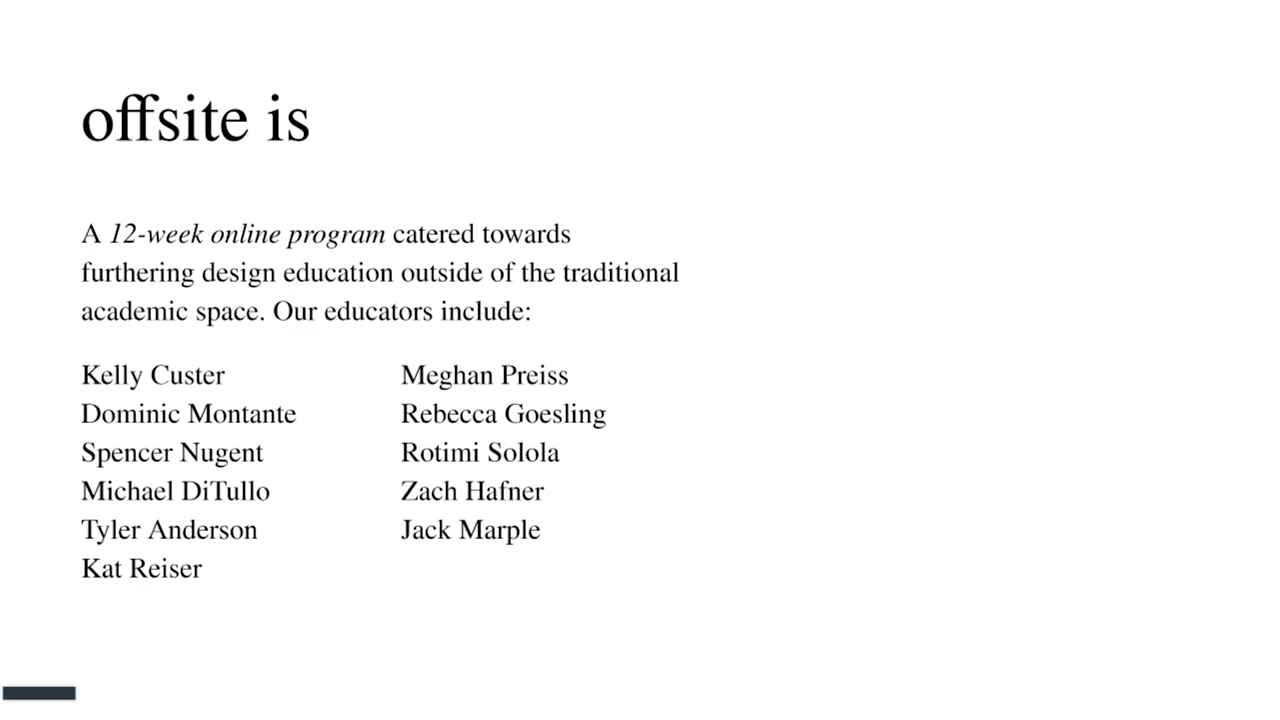 offsite is
A 12-week online program catered towards
furthering design education outside of the traditional
academic space. Our educators include:
Kelly Custer
Dominic Montante
Spencer Nugent
Michael DiTullo
Tyler Anderson
Kat Reiser
Meghan Preiss
Rebecca Goesling
Rotimi Solola
Zach Hafner
Jack Marple